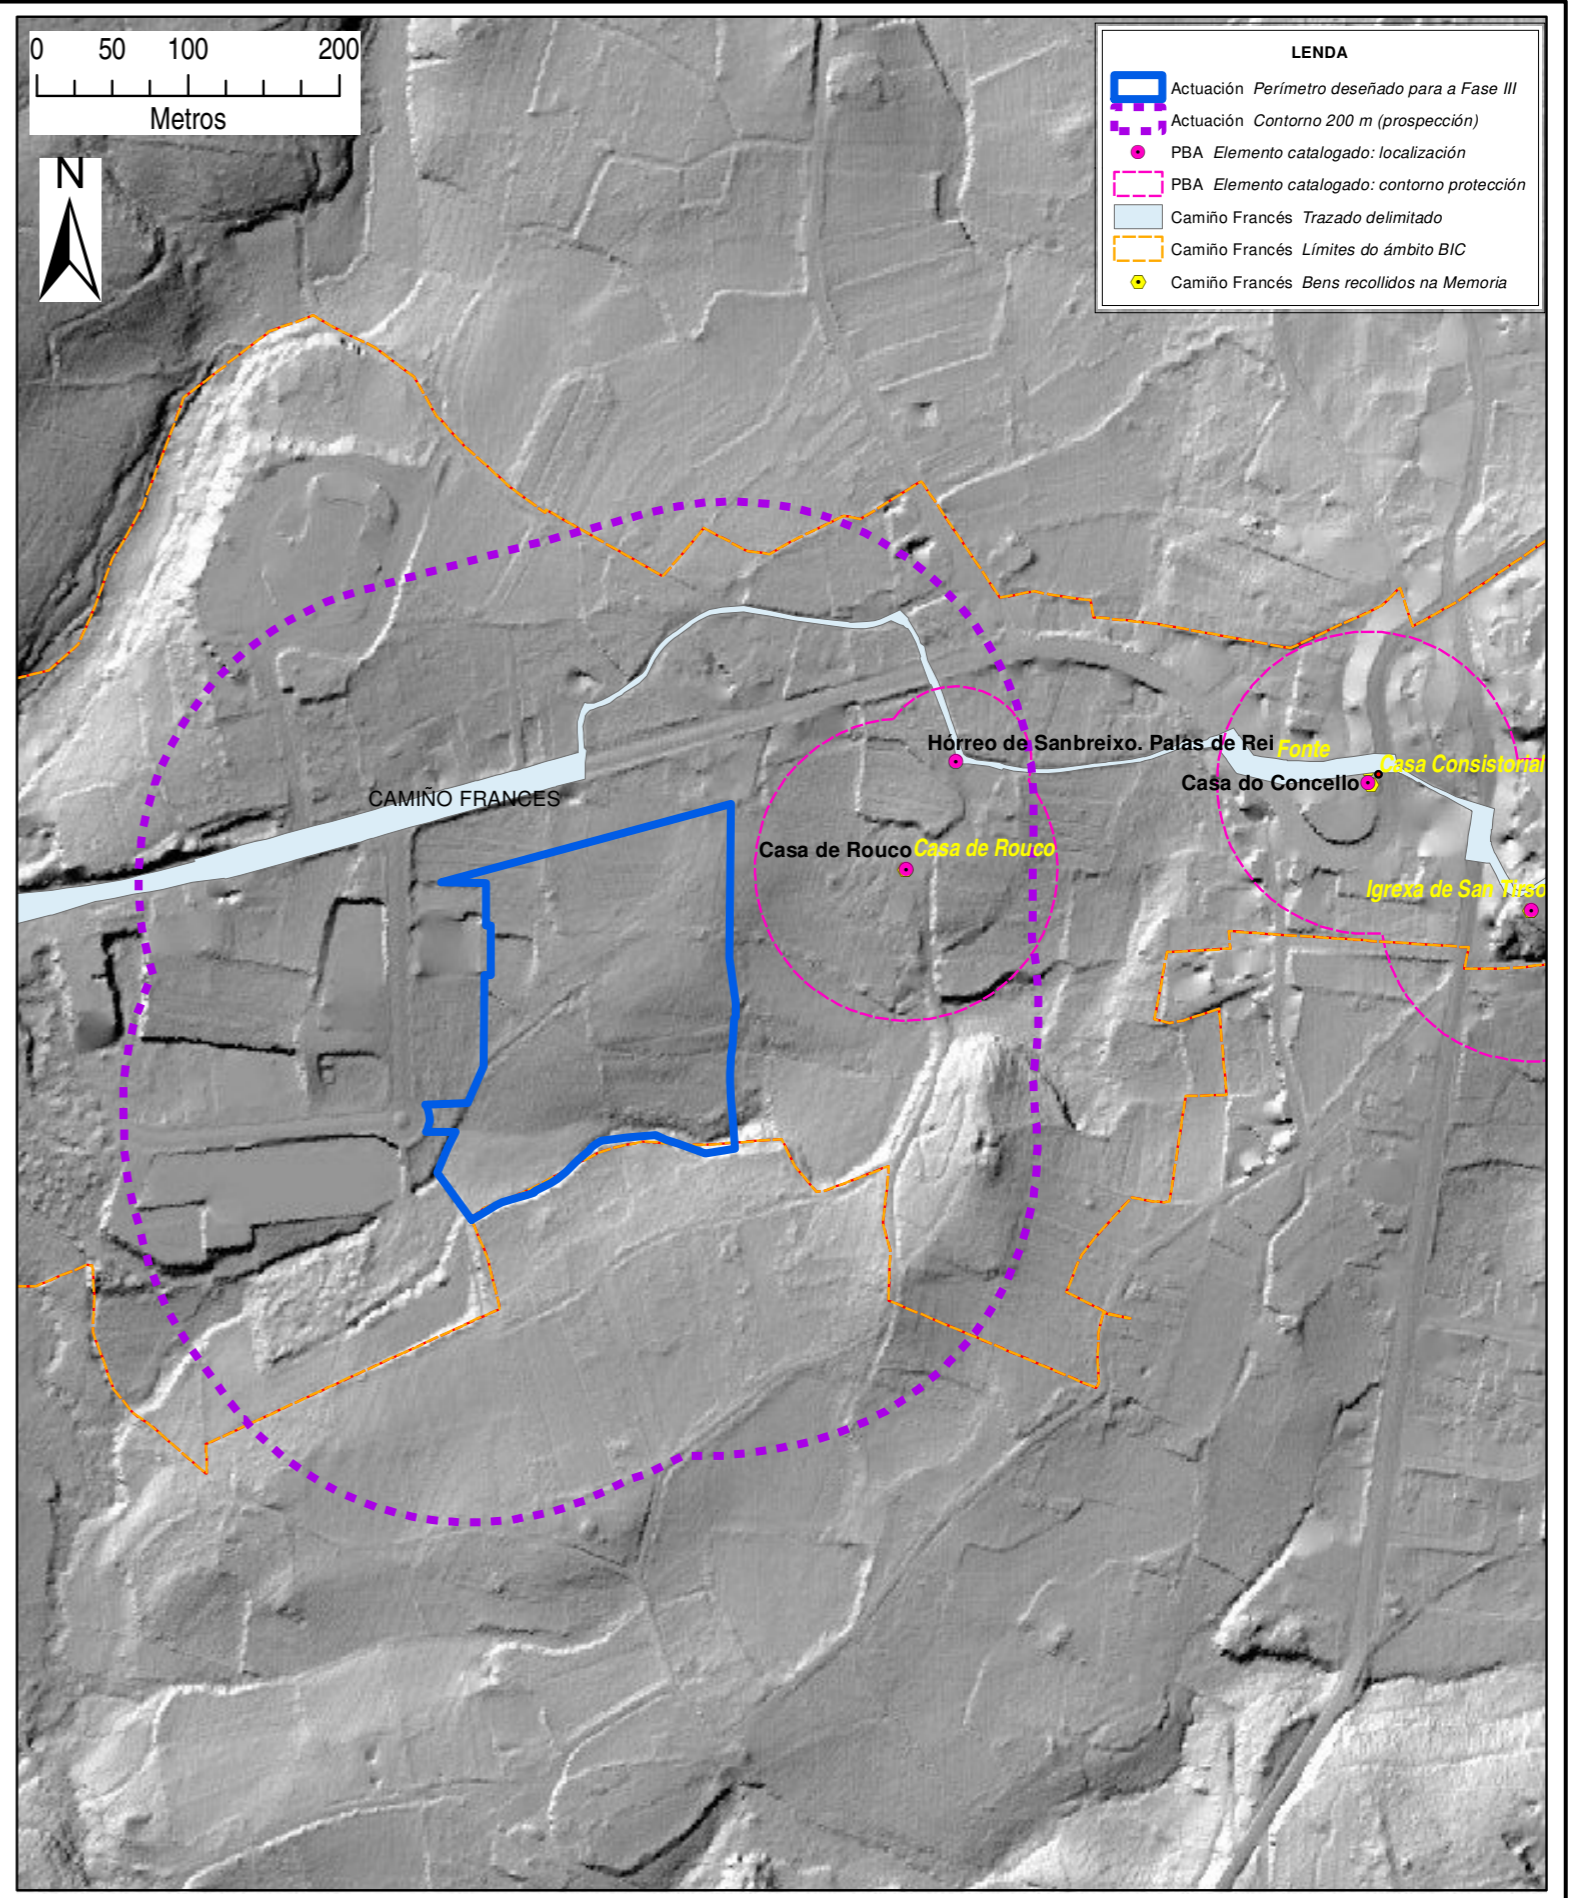 0 50 100 200
Metros
N
LENDA
Actuación Perímetro deseñado para a Fase III
Actuación Contorno 200 m (prospección)
PBA Elemento catalogado: localización
PBA Elemento catalogado: contorno protección
Camiño Francés Trazado delimitado
Camiño Francés Límites do ámbito BIC
Camiño Francés Bens recollidos na Memoria
Hórreo de Sanbreixo. Palas de Rei
Fonte
Casa Consistorial
Casa do Concello
CAMIÑO FRANCES
Casa de Rouco
Casa de Rouco
Igrexa de San Tirso